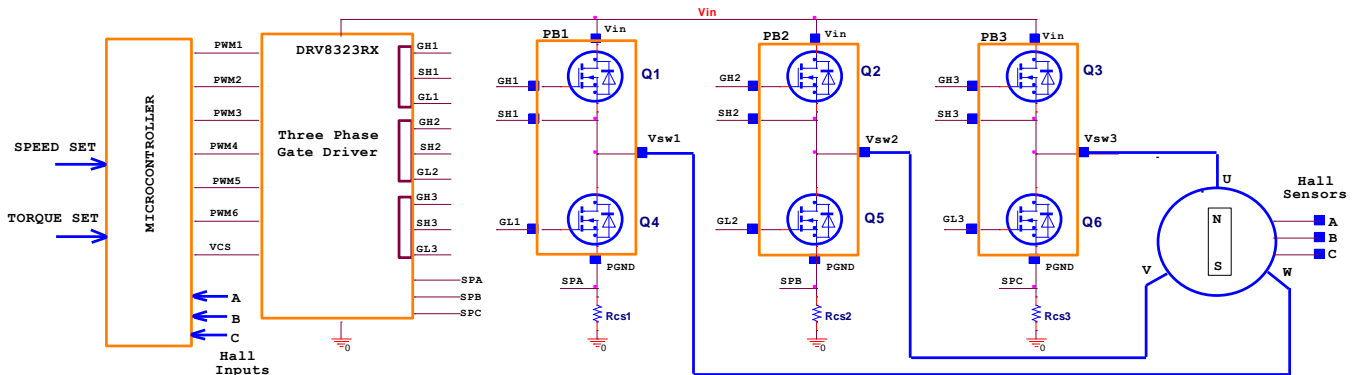 Vin
MICROCONTROLLER
SPEED SET
TORQUE SET
PWM1
PWM2
PWM3
PWM4
PWM5
PWM6
VCS
A
B
C
Hall
Inputs
DRV8323RX
Three Phase
Gate Driver
GH1
SH1
GL1
GH2
SH2
GL2
GH3
SH3
GL3
SPA
SPB
SPC
0
PB1
Vin
Q1
GH1
SH1
Vsw1
GL1
Q4
PGND
SPA
Rcs1
0
PB2
Vin
Q2
GH2
SH2
Vsw2
GL2
Q5
PGND
SPB
Rcs2
0
PB3
Vin
Q3
GH3
SH3
Vsw3
GL3
Q6
PGND
SPC
Rcs3
0
U
N
S
V
W
Hall
Sensors
A
B
C